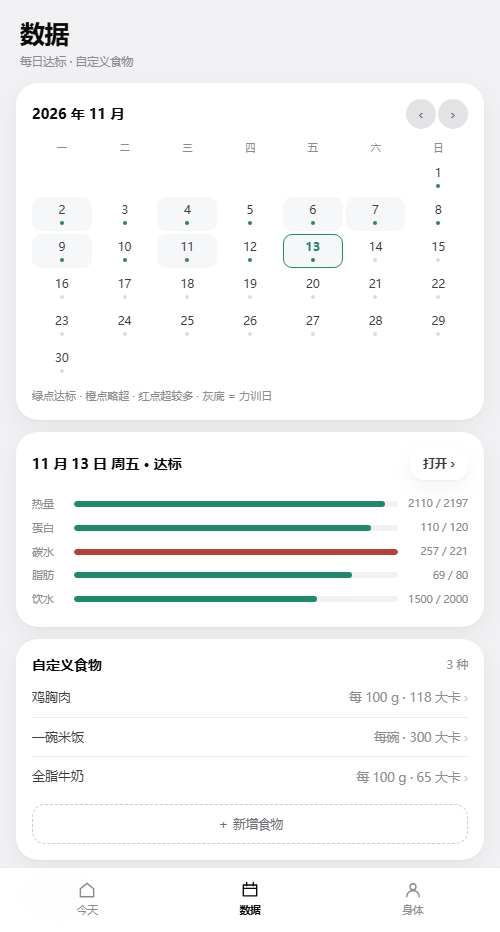 数据
每日达标 · 自定义食物
2026 年 11 月
‹ ›
一 二 三 四 五 六 日
1
2 3 4 5 6 7 8
9 10 11 12 13 14 15
16 17 18 19 20 21 22
23 24 25 26 27 28 29
30
绿点达标 · 橙点略超 · 红点超较多 · 灰底 = 力训日
11 月 13 日 周五 • 达标 打开 ›
热量 2110 / 2197
蛋白 110 / 120
碳水 257 / 221
脂肪 69 / 80
饮水 1500 / 2000
自定义食物 3 种
鸡胸肉 每 100 g · 118 大卡 ›
一碗米饭 每碗 · 300 大卡 ›
全脂牛奶 每 100 g · 65 大卡 ›
+ 新增食物
今天 数据 身体